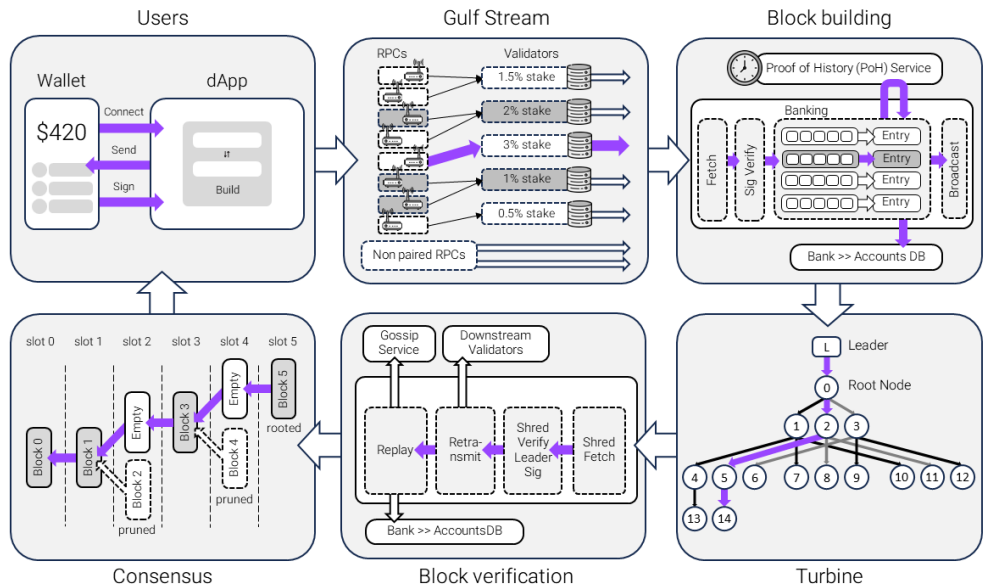 Users
Gulf Stream
Block building
Wallet
dApp
$420
Connect
Send
Sign
⇅
Build
RPCs
Validators
1.5% stake
2% stake
3% stake
1% stake
0.5% stake
Non paired RPCs
Proof of History (PoH) Service
Banking
Fetch
Sig Verify
Entry
Entry
Entry
Entry
Broadcast
Bank >> Accounts DB
slot 0
slot 1
slot 2
slot 3
slot 4
slot 5
Block 0
Block 1
Empty
Block 2
pruned
Block 3
Empty
Block 4
pruned
Block 5
rooted
Gossip
Service
Downstream
Validators
Replay
Retra-
nsmit
Shred
Verify
Leader
Sig
Shred
Fetch
Bank >> AccountsDB
L
Leader
0
Root Node
1
2
3
4
5
6
7
8
9
10
11
12
13
14
Consensus
Block verification
Turbine